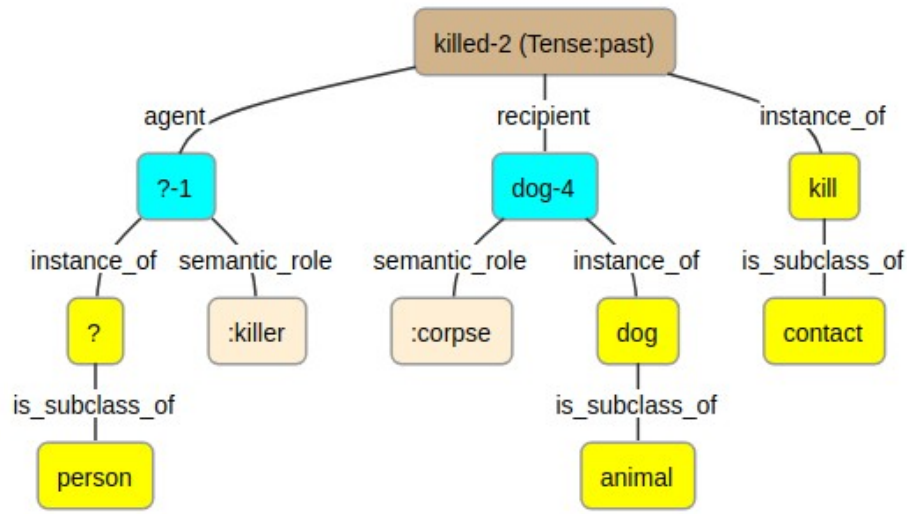 killed-2 (Tense:past)
agent recipient instance_of
?-1 dog-4 kill
instance_of semantic_role semantic_role instance_of is_subclass_of
? :killer :corpse dog contact
is_subclass_of is_subclass_of
person animal